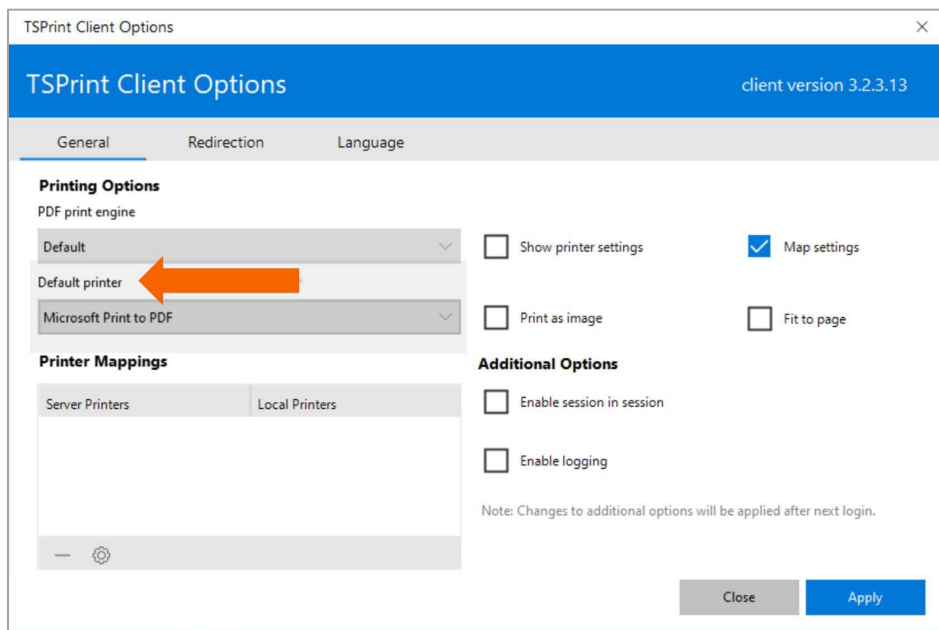 TSPrint Client Options
TSPrint Client Options
client version 3.2.3.13
General
Redirection
Language
Printing Options
PDF print engine
Default
Show printer settings
Map settings
Default printer
Microsoft Print to PDF
Print as image
Fit to page
Printer Mappings
Additional Options
Server Printers
Local Printers
Enable session in session
Enable logging
Note: Changes to additional options will be applied after next login.
Close
Apply